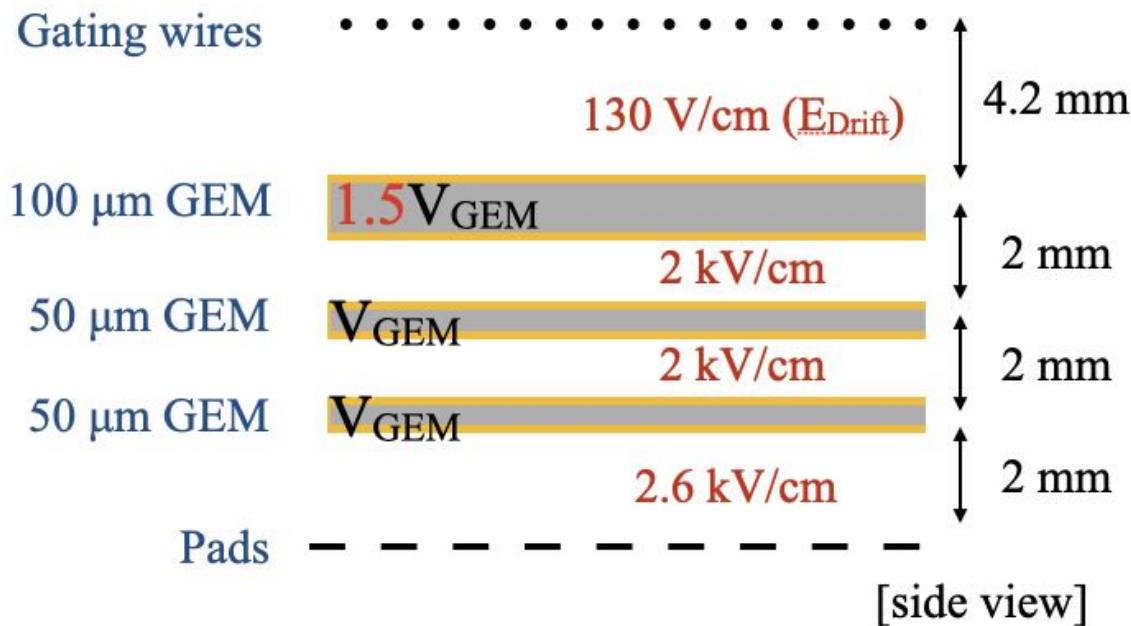 Gating wires
4.2 mm
130 V/cm (EDrift)
100 μm GEM
1.5VGEM
2 kV/cm
2 mm
50 μm GEM
VGEM
2 kV/cm
2 mm
50 μm GEM
VGEM
2.6 kV/cm
2 mm
Pads
[side view]